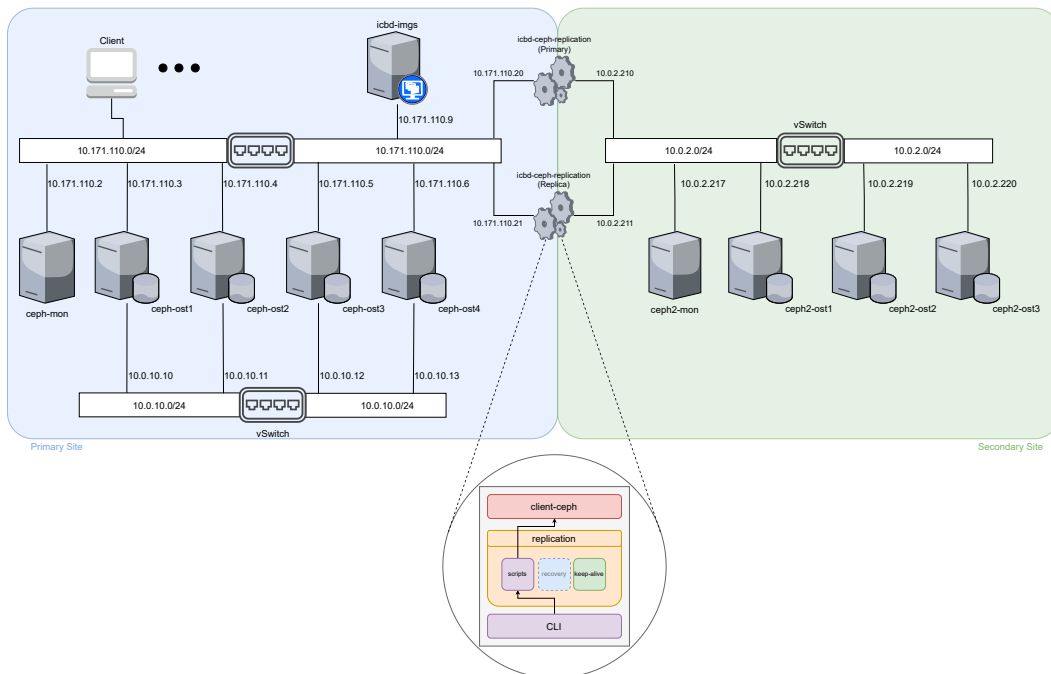 Client
icbd-imgs
icbd-ceph-replication
(Primary)
10.171.110.20
10.0.2.210
10.171.110.9
vSwitch
10.171.110.0/24
10.171.110.0/24
10.0.2.0/24
10.0.2.0/24
10.171.110.2
10.171.110.3
10.171.110.4
10.171.110.5
10.171.110.6
icbd-ceph-replication
(Replica)
10.0.2.217
10.0.2.218
10.0.2.219
10.0.2.220
10.171.110.21
10.0.2.211
ceph-mon
ceph-ost1
ceph-ost2
ceph-ost3
ceph-ost4
ceph2-mon
ceph2-ost1
ceph2-ost2
ceph2-ost3
10.0.10.10
10.0.10.11
10.0.10.12
10.0.10.13
10.0.10.0/24
10.0.10.0/24
vSwitch
Primary Site
Secondary Site
client-ceph
replication
scripts
recovery
keep-alive
CLI